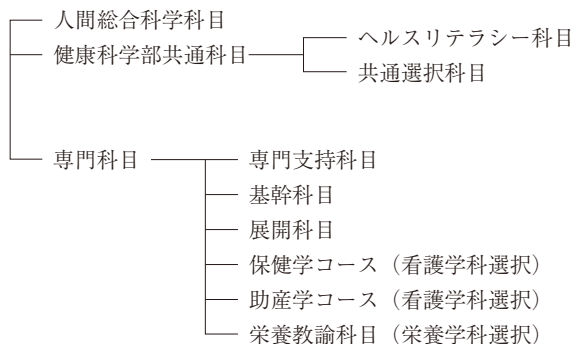 人間総合科学科目
健康科学部共通科目
ヘルスリテラシー科目
共通選択科目
専門科目
専門支持科目
基幹科目
展開科目
保健学コース（看護学科選択）
助産学コース（看護学科選択）
栄養教諭科目（栄養学科選択）